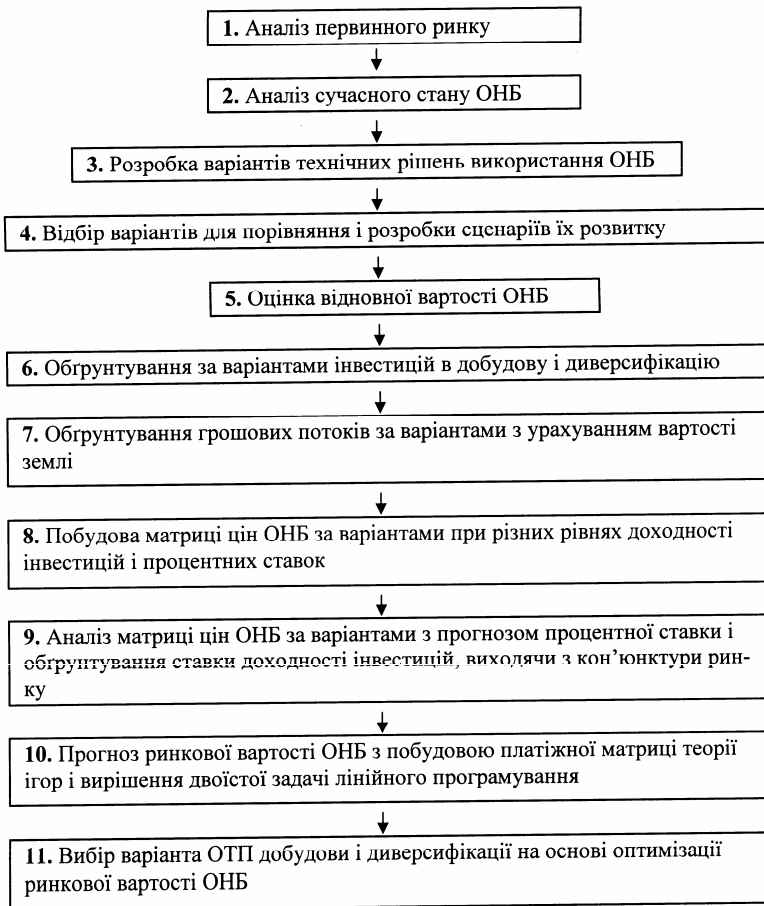 1. Аналіз первинного ринку
2. Аналіз сучасного стану ОНБ
3. Розробка варіантів технічних рішень використання ОНБ
4. Відбір варіантів для порівняння і розробки сценаріїв їх розвитку
5. Оцінка відновної вартості ОНБ
6. Обґрунтування за варіантами інвестицій в добудову і диверсифікацію
7. Обґрунтування грошових потоків за варіантами з урахуванням вартості
землі
8. Побудова матриці цін ОНБ за варіантами при різних рівнях доходності
інвестицій і процентних ставок
9. Аналіз матриці цін ОНБ за варіантами з прогнозом процентної ставки і
обґрунтування ставки доходності інвестицій, виходячи з кон’юнктури рин-
ку
10. Прогноз ринкової вартості ОНБ з побудовою платіжної матриці теорії
ігор і вирішення двоїстої задачі лінійного програмування
11. Вибір варіанта ОТП добудови і диверсифікації на основі оптимізації
ринкової вартості ОНБ